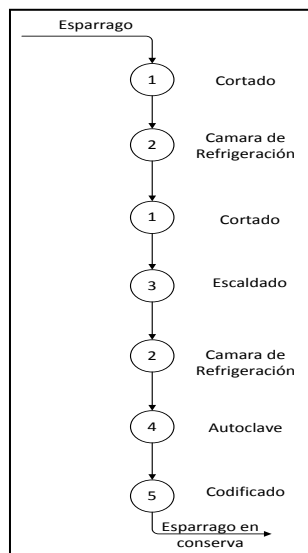 Esparrago
1
Cortado
2
Camara de
Refrigeración
1
Cortado
3
Escaldado
2
Camara de
Refrigeración
4
Autoclave
5
Codificado
Esparrago en
conserva